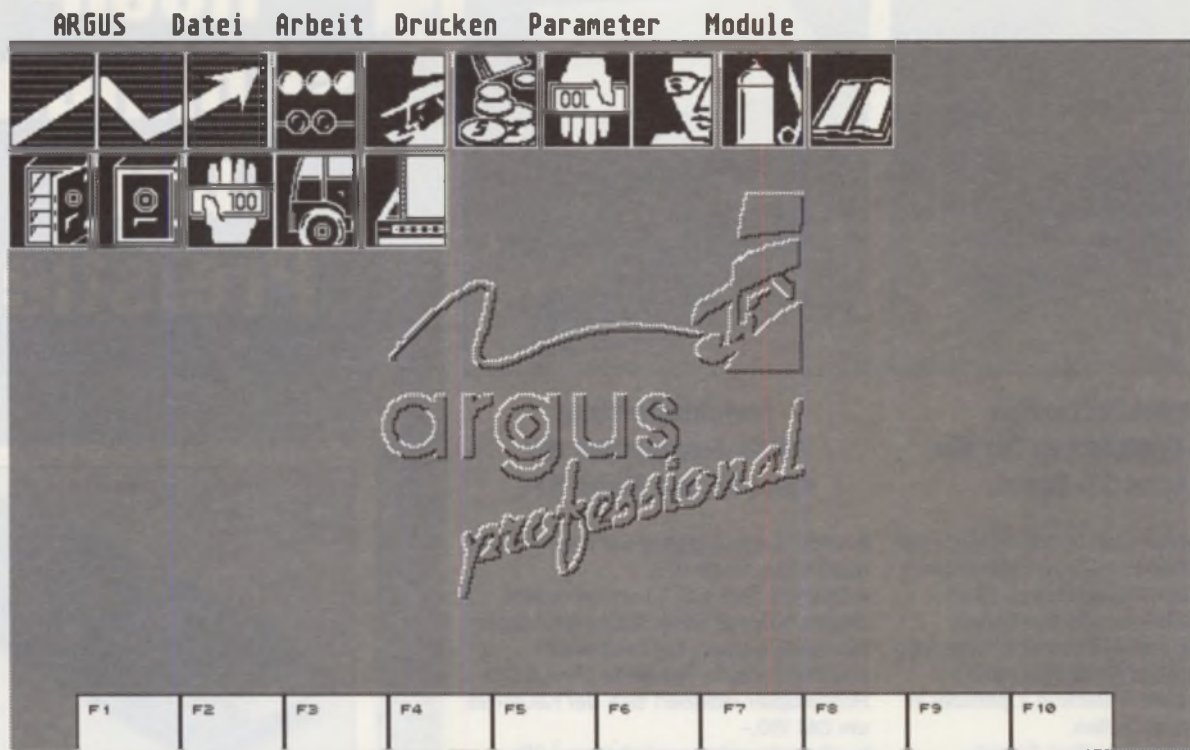 ARGUS Datei Arbeit Drucken Parameter Module
100
100
argus
professional
F1 F2 F3 F4 F5 F6 F7 F8 F9 F10